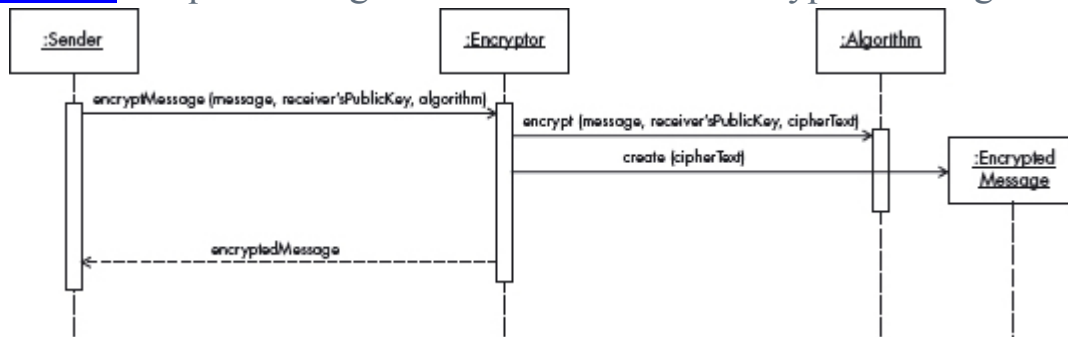 :Sender
:Encryptor
:Algorithm
encryptMessage (message, receiver'sPublicKey, algorithm)
encrypt (message, receiver'sPublicKey, cipherText)
create (cipherText)
:Encrypted
Message
encryptedMessage